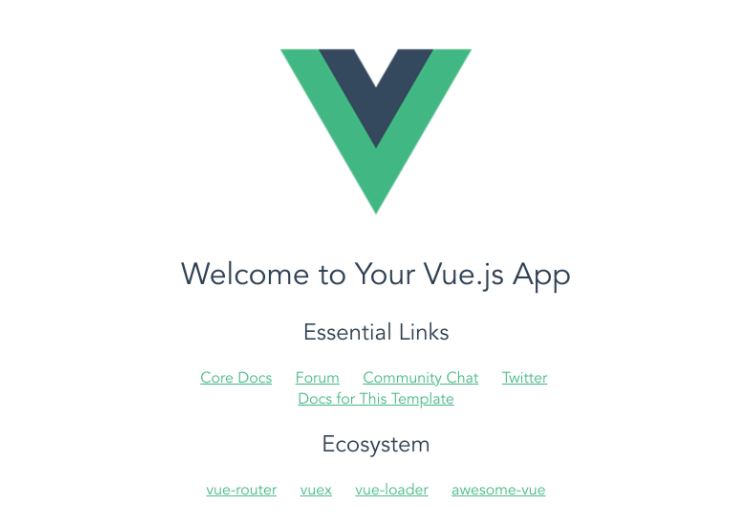 Welcome to Your Vue.js App
Essential Links
Core Docs Forum Community Chat Twitter
Docs for This Template
Ecosystem
vue-router vuex vue-loader awesome-vue